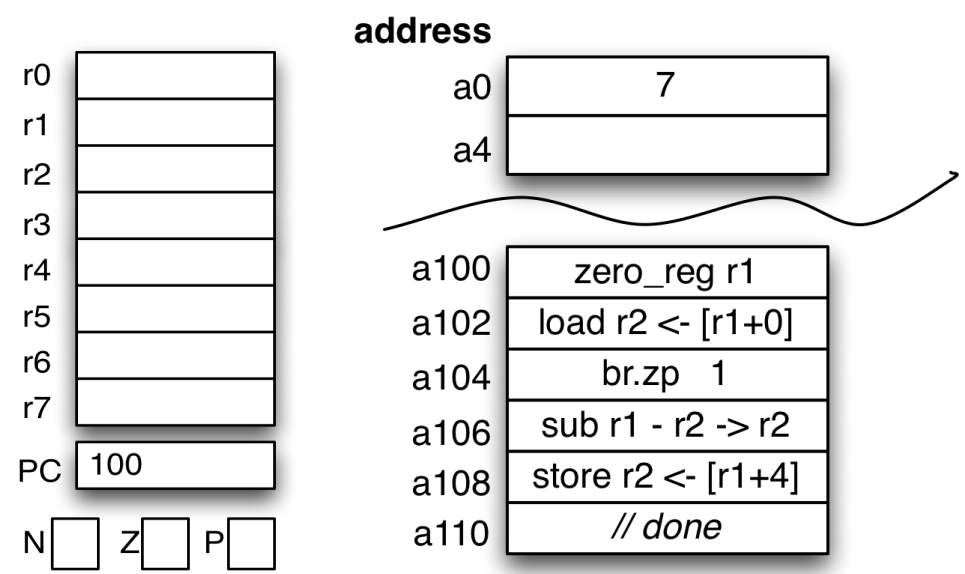 address
r0
r1
r2
r3
r4
r5
r6
r7
PC 100
N Z P
a0 7
a4
a100 zero_reg r1
a102 load r2 <- [r1+0]
a104 br.zp 1
a106 sub r1 - r2 -> r2
a108 store r2 <- [r1+4]
a110 // done